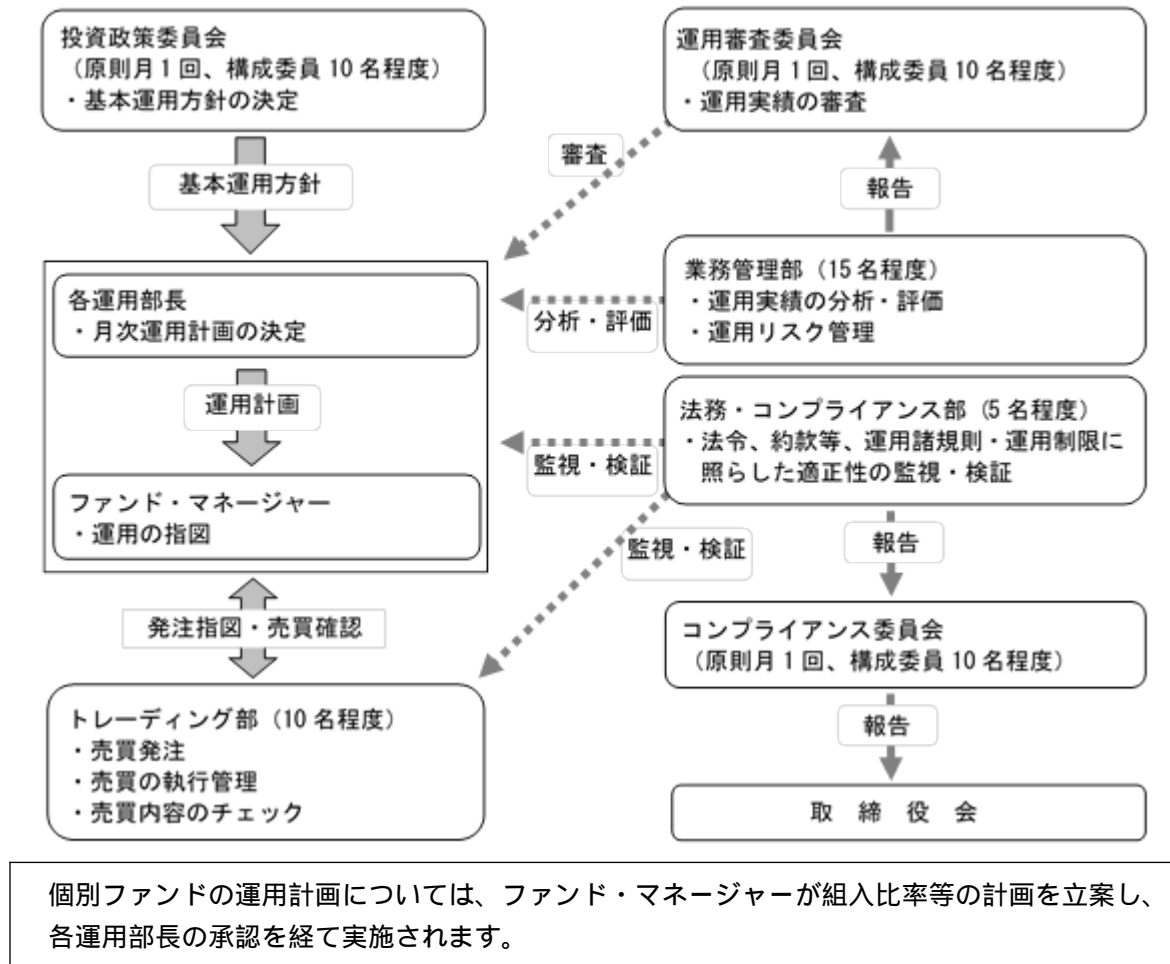 投資政策委員会
（原則月1回、構成委員10名程度）
・基本運用方針の決定
基本運用方針
各運用部長
・月次運用計画の決定
運用計画
ファンド・マネージャー
・運用の指図
発注指図・売買確認
トレーディング部（10名程度）
・売買発注
・売買の執行管理
・売買内容のチェック
運用審査委員会
（原則月1回、構成委員10名程度）
・運用実績の審査
審査
報告
業務管理部（15名程度）
・運用実績の分析・評価
・運用リスク管理
分析・評価
法務・コンプライアンス部（5名程度）
・法令、約款等、運用諸規則・運用制限に
照らした適正性の監視・検証
監視・検証
監視・検証
報告
コンプライアンス委員会
（原則月1回、構成委員10名程度）
報告
取締役会
個別ファンドの運用計画については、ファンド・マネージャーが組入比率等の計画を立案し、
各運用部長の承認を経て実施されます。